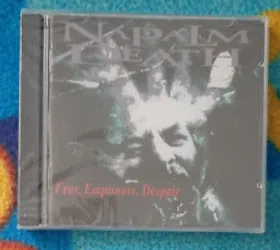 NAPALM
DEATH
Fear, Emptiness, Despair